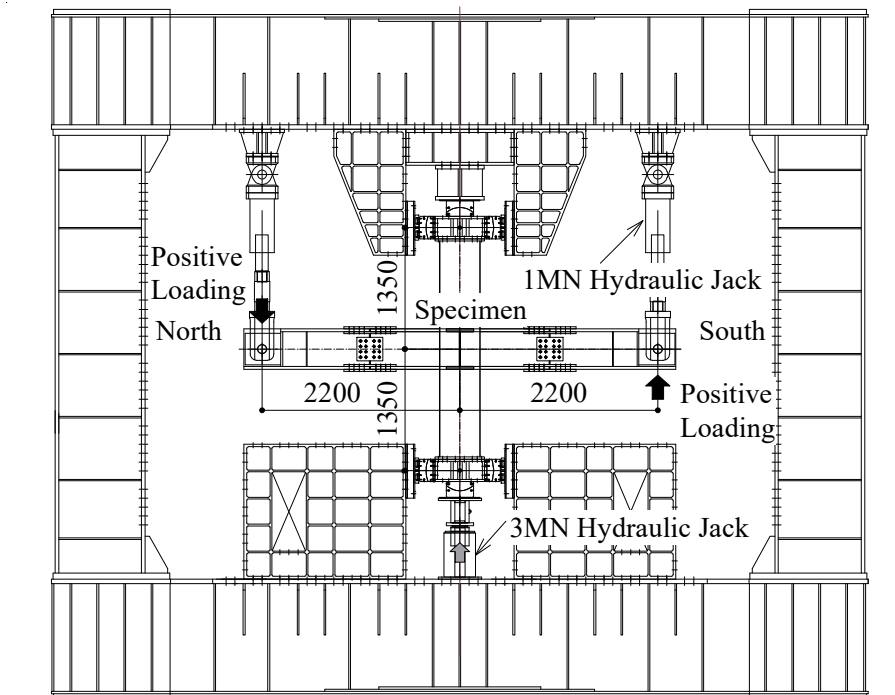 Positive
Loading
North
1350
Specimen
1MN Hydraulic Jack
South
2200
2200
1350
Positive
Loading
3MN Hydraulic Jack